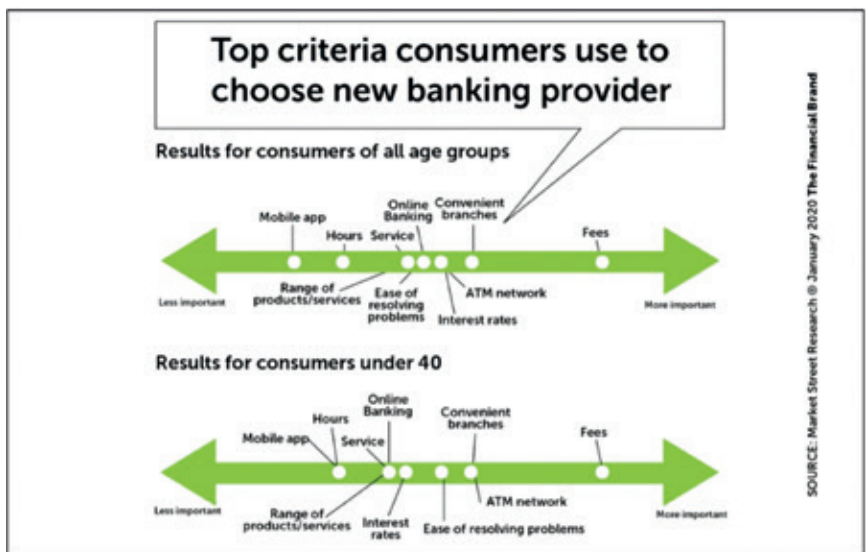 Top criteria consumers use to
choose new banking provider
Results for consumers of all age groups
Online
Banking
Convenient
branches
Mobile app
Hours
Service
Fees
Less important
Range of
products/services
Ease of
resolving
problems
ATM network
Interest rates
More important
Results for consumers under 40
Online
Banking
Hours
Convenient
branches
Mobile app
Service
Fees
Less important
Range of
products/services
Interest
rates
ATM network
Ease of resolving problems
More important
SOURCE: Market Street Research © January 2020 The Financial Brand